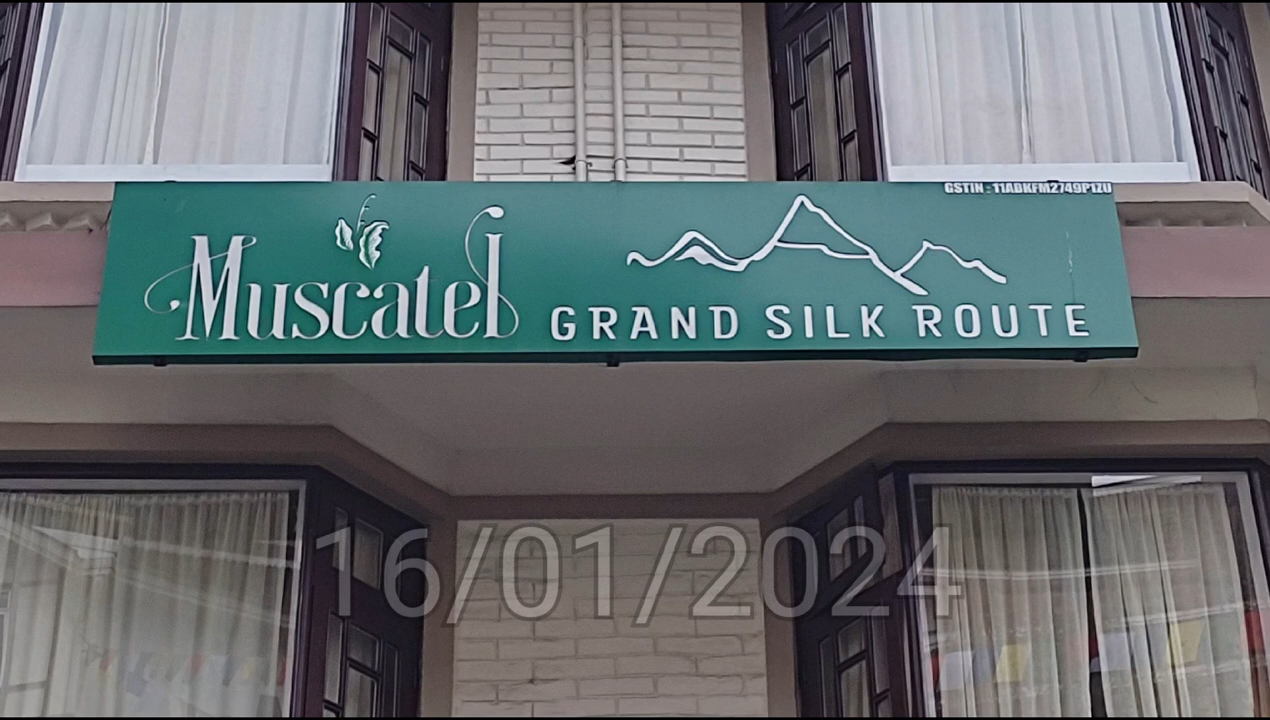 GSTIN : 11ABKFM2749P1ZU
Muscatel
GRAND SILK ROUTE
16/01/2024